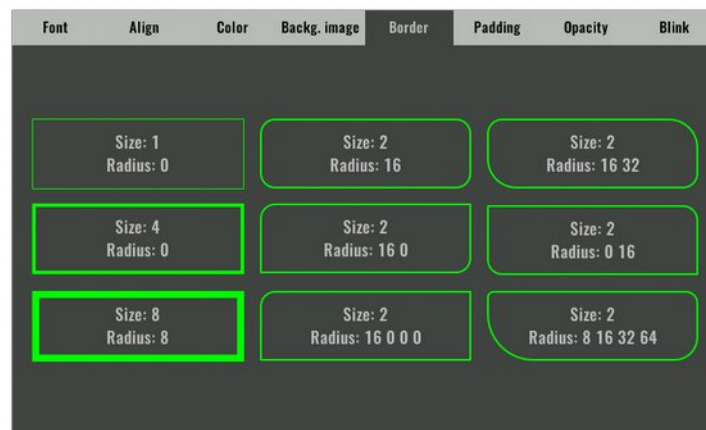 Font Align Color Backg. image Border Padding Opacity Blink
Size: 1
Radius: 0
Size: 2
Radius: 16
Size: 2
Radius: 16 32
Size: 4
Radius: 0
Size: 2
Radius: 16 0
Size: 2
Radius: 0 16
Size: 8
Radius: 8
Size: 2
Radius: 16 0 0 0
Size: 2
Radius: 8 16 32 64